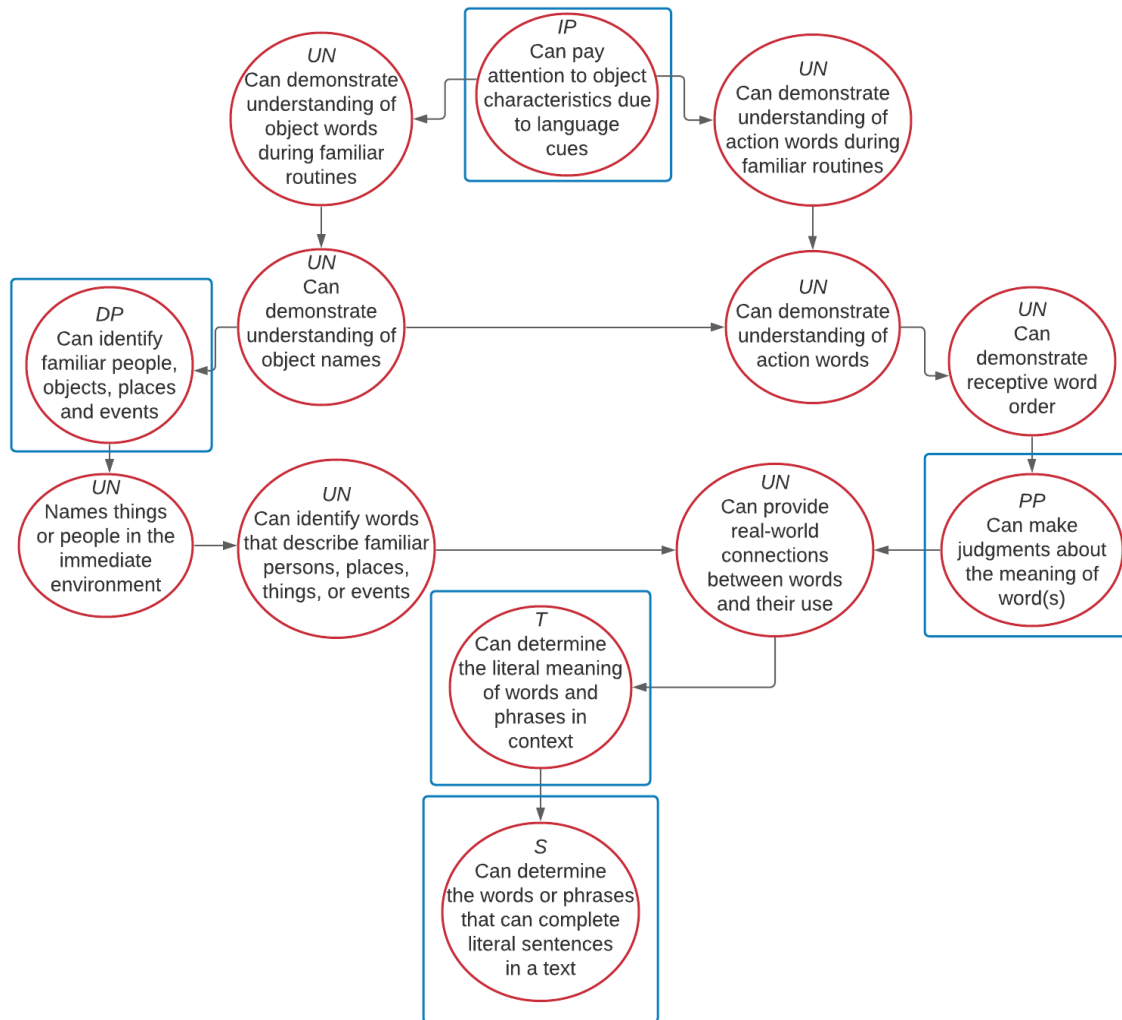 IP
Can pay
attention to object
characteristics due
to language
cues
UN
Can demonstrate
understanding of
object words
during familiar
routines
UN
Can demonstrate
understanding of
action words during
familiar routines
UN
Can
demonstrate
understanding of
object names
UN
Can demonstrate
understanding of
action words
DP
Can identify
familiar people,
objects, places
and events
UN
Can
demonstrate
receptive word
order
UN
Names things
or people in the
immediate
environment
UN
Can identify words
that describe familiar
persons, places,
things, or events
UN
Can provide
real-world
connections
between words
and their use
PP
Can make
judgments about
the meaning of
word(s)
T
Can determine
the literal meaning
of words and
phrases in
context
S
Can determine
the words or phrases
that can complete
literal sentences
in a text